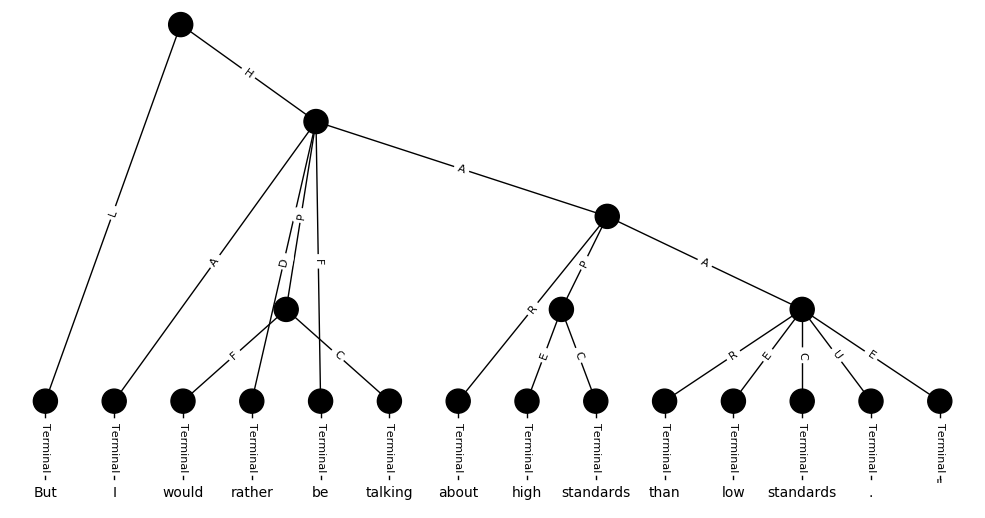 H
A
L
P
A
D
F
P
A
R
F
C
E
C
R
E
C
U
E
Terminal Terminal Terminal Terminal Terminal Terminal Terminal Terminal Terminal Terminal Terminal Terminal Terminal Terminal
But I would rather be talking about high standards than low standards . "